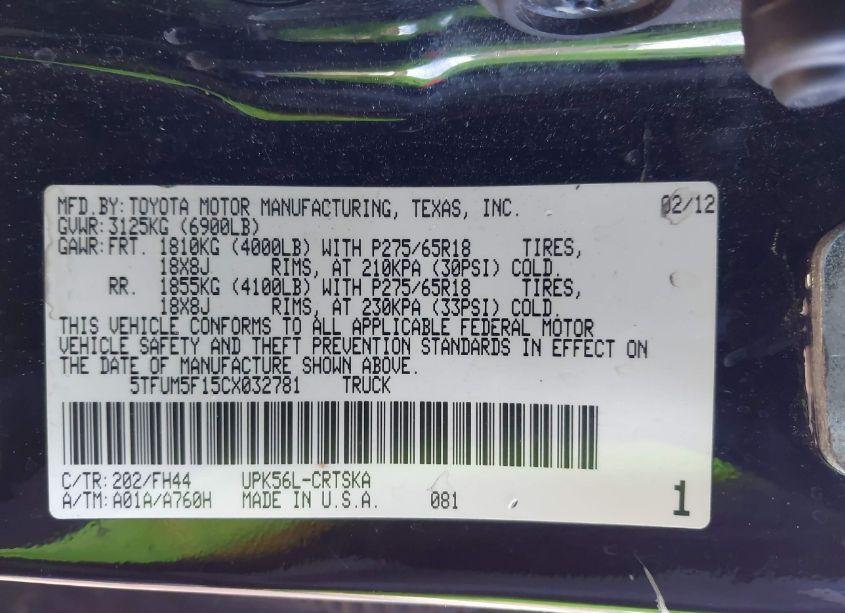 MFD.BY:TOYOTA MOTOR MANUFACTURING, TEXAS, INC. 02/12
GVWR:3125KG (6900LB)
GAWR:FRT. 1810KG (4000LB) WITH P275/65R18 TIRES,
18X8J RIMS, AT 210KPA (30PSI) COLD.
RR. 1855KG (4100LB) WITH P275/65R18 TIRES,
18X8J RIMS, AT 230KPA (33PSI) COLD.
THIS VEHICLE CONFORMS TO ALL APPLICABLE FEDERAL MOTOR
VEHICLE SAFETY AND THEFT PREVENTION STANDARDS IN EFFECT ON
THE DATE OF MANUFACTURE SHOWN ABOVE.
5TFUM5F15CX032781 TRUCK
C/TR:202/FH44 UPK56L-CRTSKA
A/TM:A01A/A760H MADE IN U.S.A. 081 1